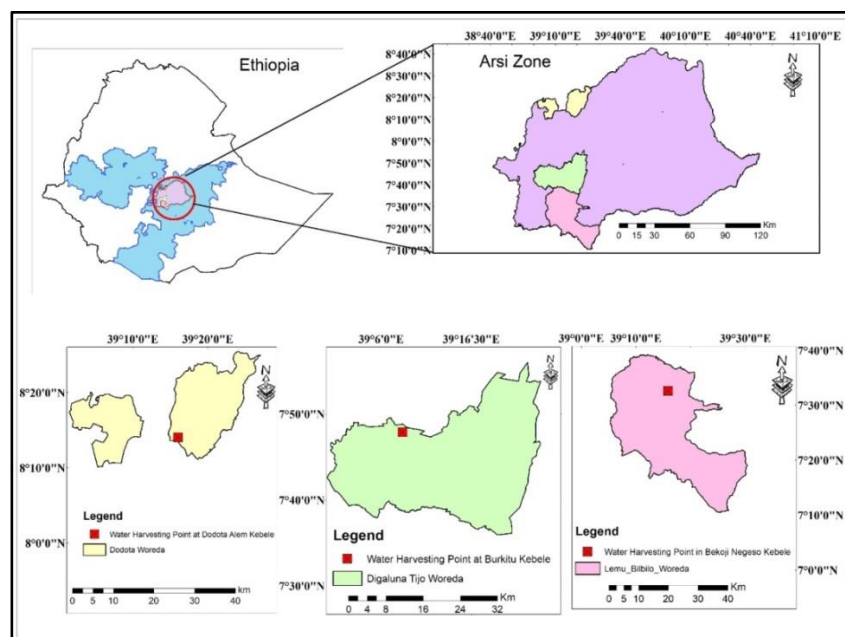 Ethiopia
Arsi Zone
38°40'0"E 39°10'0"E 39°40'0"E 40°10'0"E 40°40'0"E 41°10'0"E
8°40'0"N
8°30'0"N
8°20'0"N
8°0'0"N
7°50'0"N
7°40'0"N
7°30'0"N
7°10'0"N
N
Km
0 15 30 60 90 120
39°10'0"E 39°20'0"E
8°20'0"N
8°10'0"N
8°0'0"N
N
Legend
Water Harvesting Point at Dodota Alem Kebele
Dodota Woreda
0 5 10 20 30 40
km
39°6'0"E 39°16'30"E
7°50'0"N
7°40'0"N
7°30'0"N
N
Legend
Water Harvesting Point at Burkitu Kebele
Digaluna Tijo Woreda
Km
0 4 8 16 24 32
39°0'0"E 39°10'0"E 39°30'0"E
7°40'0"N
7°30'0"N
7°20'0"N
7°10'0"N
7°0'0"N
N
Legend
Water Harvesting Point in Bekoji Negeso Kebele
Lemu_Bilbilo_Woreda
Km
0 5 10 20 30 40